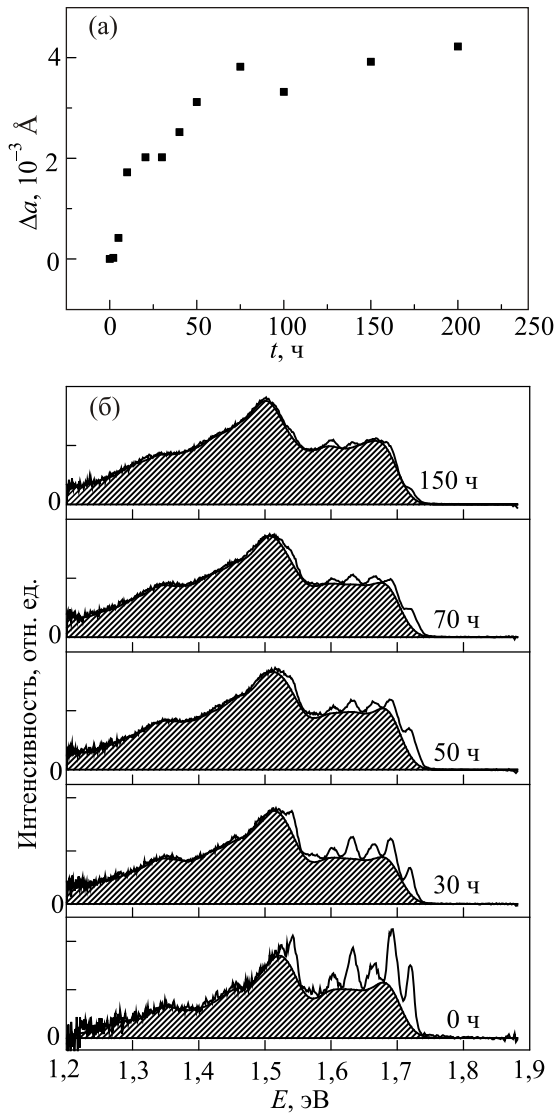 (а)
4
2
0
Δa, 10⁻³ Å
0 50 100 150 200 250
t, ч
(б)
150 ч
0
70 ч
0
50 ч
0
30 ч
0
0 ч
0
Интенсивность, отн. ед.
1,2 1,3 1,4 1,5 1,6 1,7 1,8 1,9
E, эВ